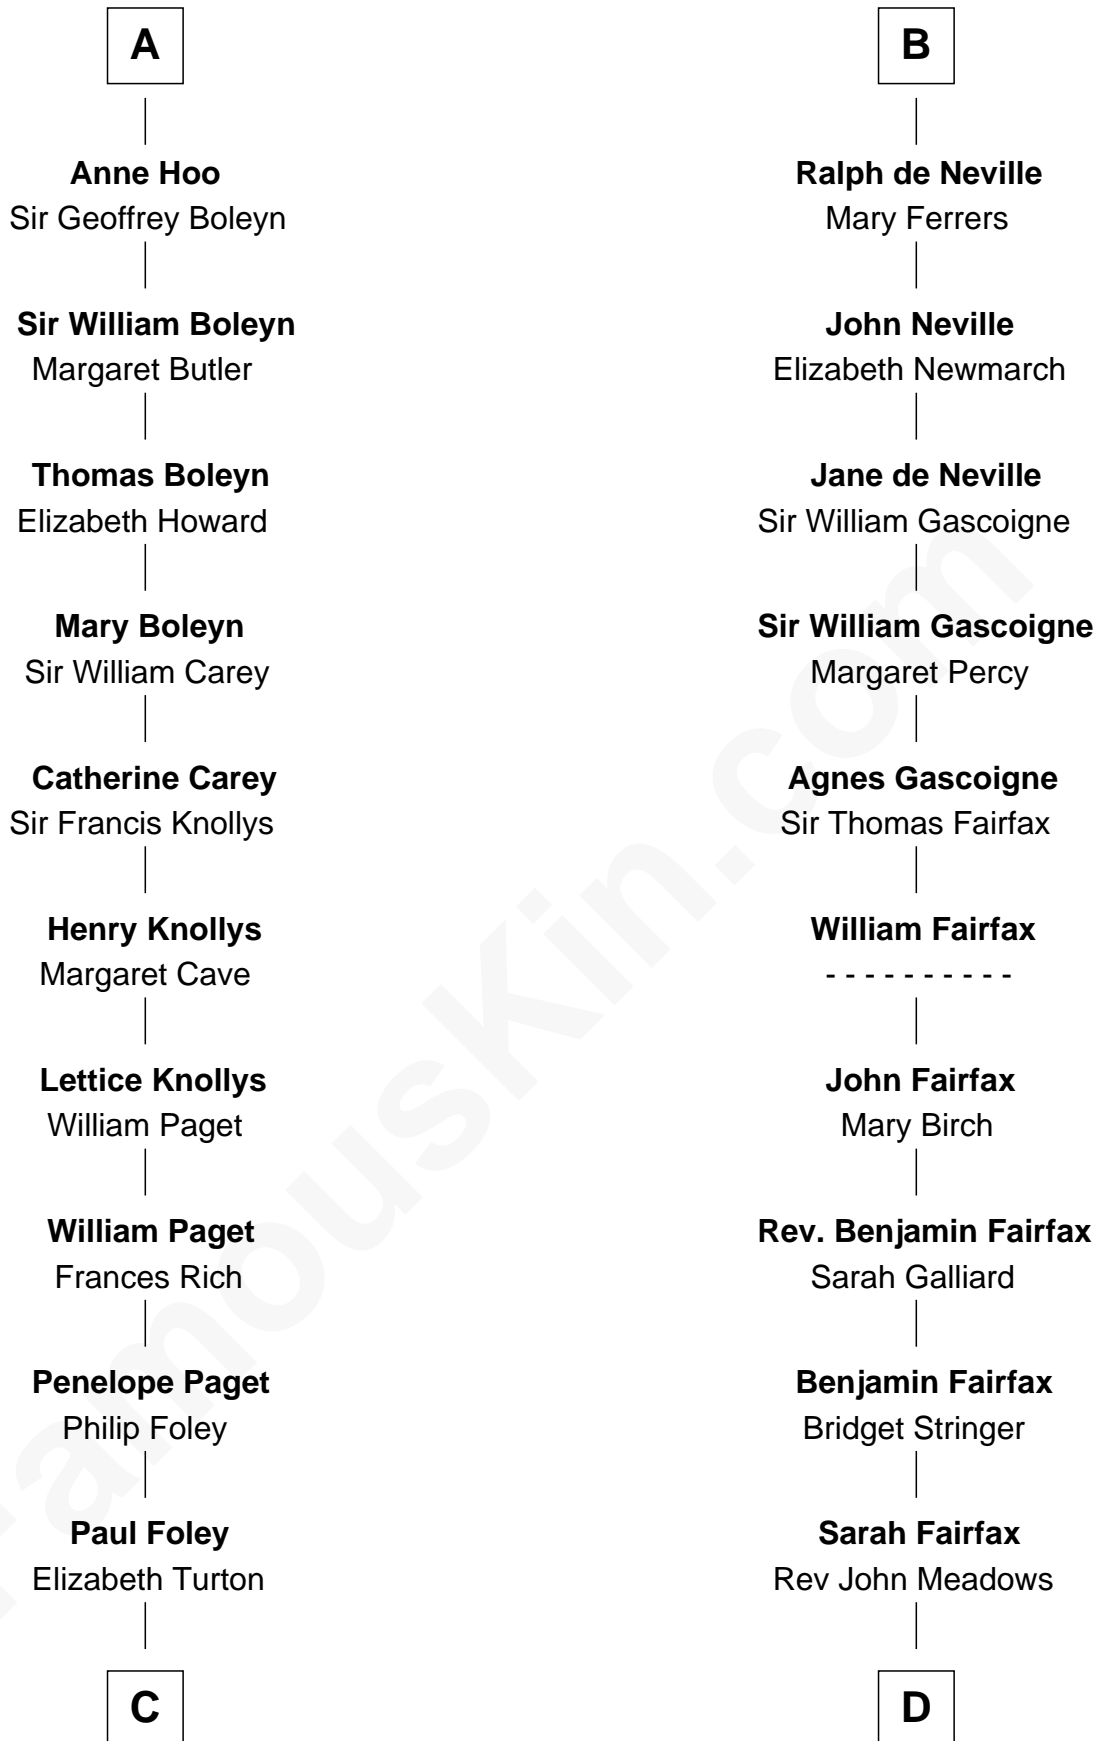 A
Anne Hoo
Sir Geoffrey Boleyn
Sir William Boleyn
Margaret Butler
Thomas Boleyn
Elizabeth Howard
Mary Boleyn
Sir William Carey
Catherine Carey
Sir Francis Knollys
Henry Knollys
Margaret Cave
Lettice Knollys
William Paget
William Paget
Frances Rich
Penelope Paget
Philip Foley
Paul Foley
Elizabeth Turton
C
B
Ralph de Neville
Mary Ferrers
John Neville
Elizabeth Newmarch
Jane de Neville
Sir William Gascoigne
Sir William Gascoigne
Margaret Percy
Agnes Gascoigne
Sir Thomas Fairfax
William Fairfax
- - - - - - - - - -
John Fairfax
Mary Birch
Rev. Benjamin Fairfax
Sarah Galliard
Benjamin Fairfax
Bridget Stringer
Sarah Fairfax
Rev John Meadows
D
FamousKin.com